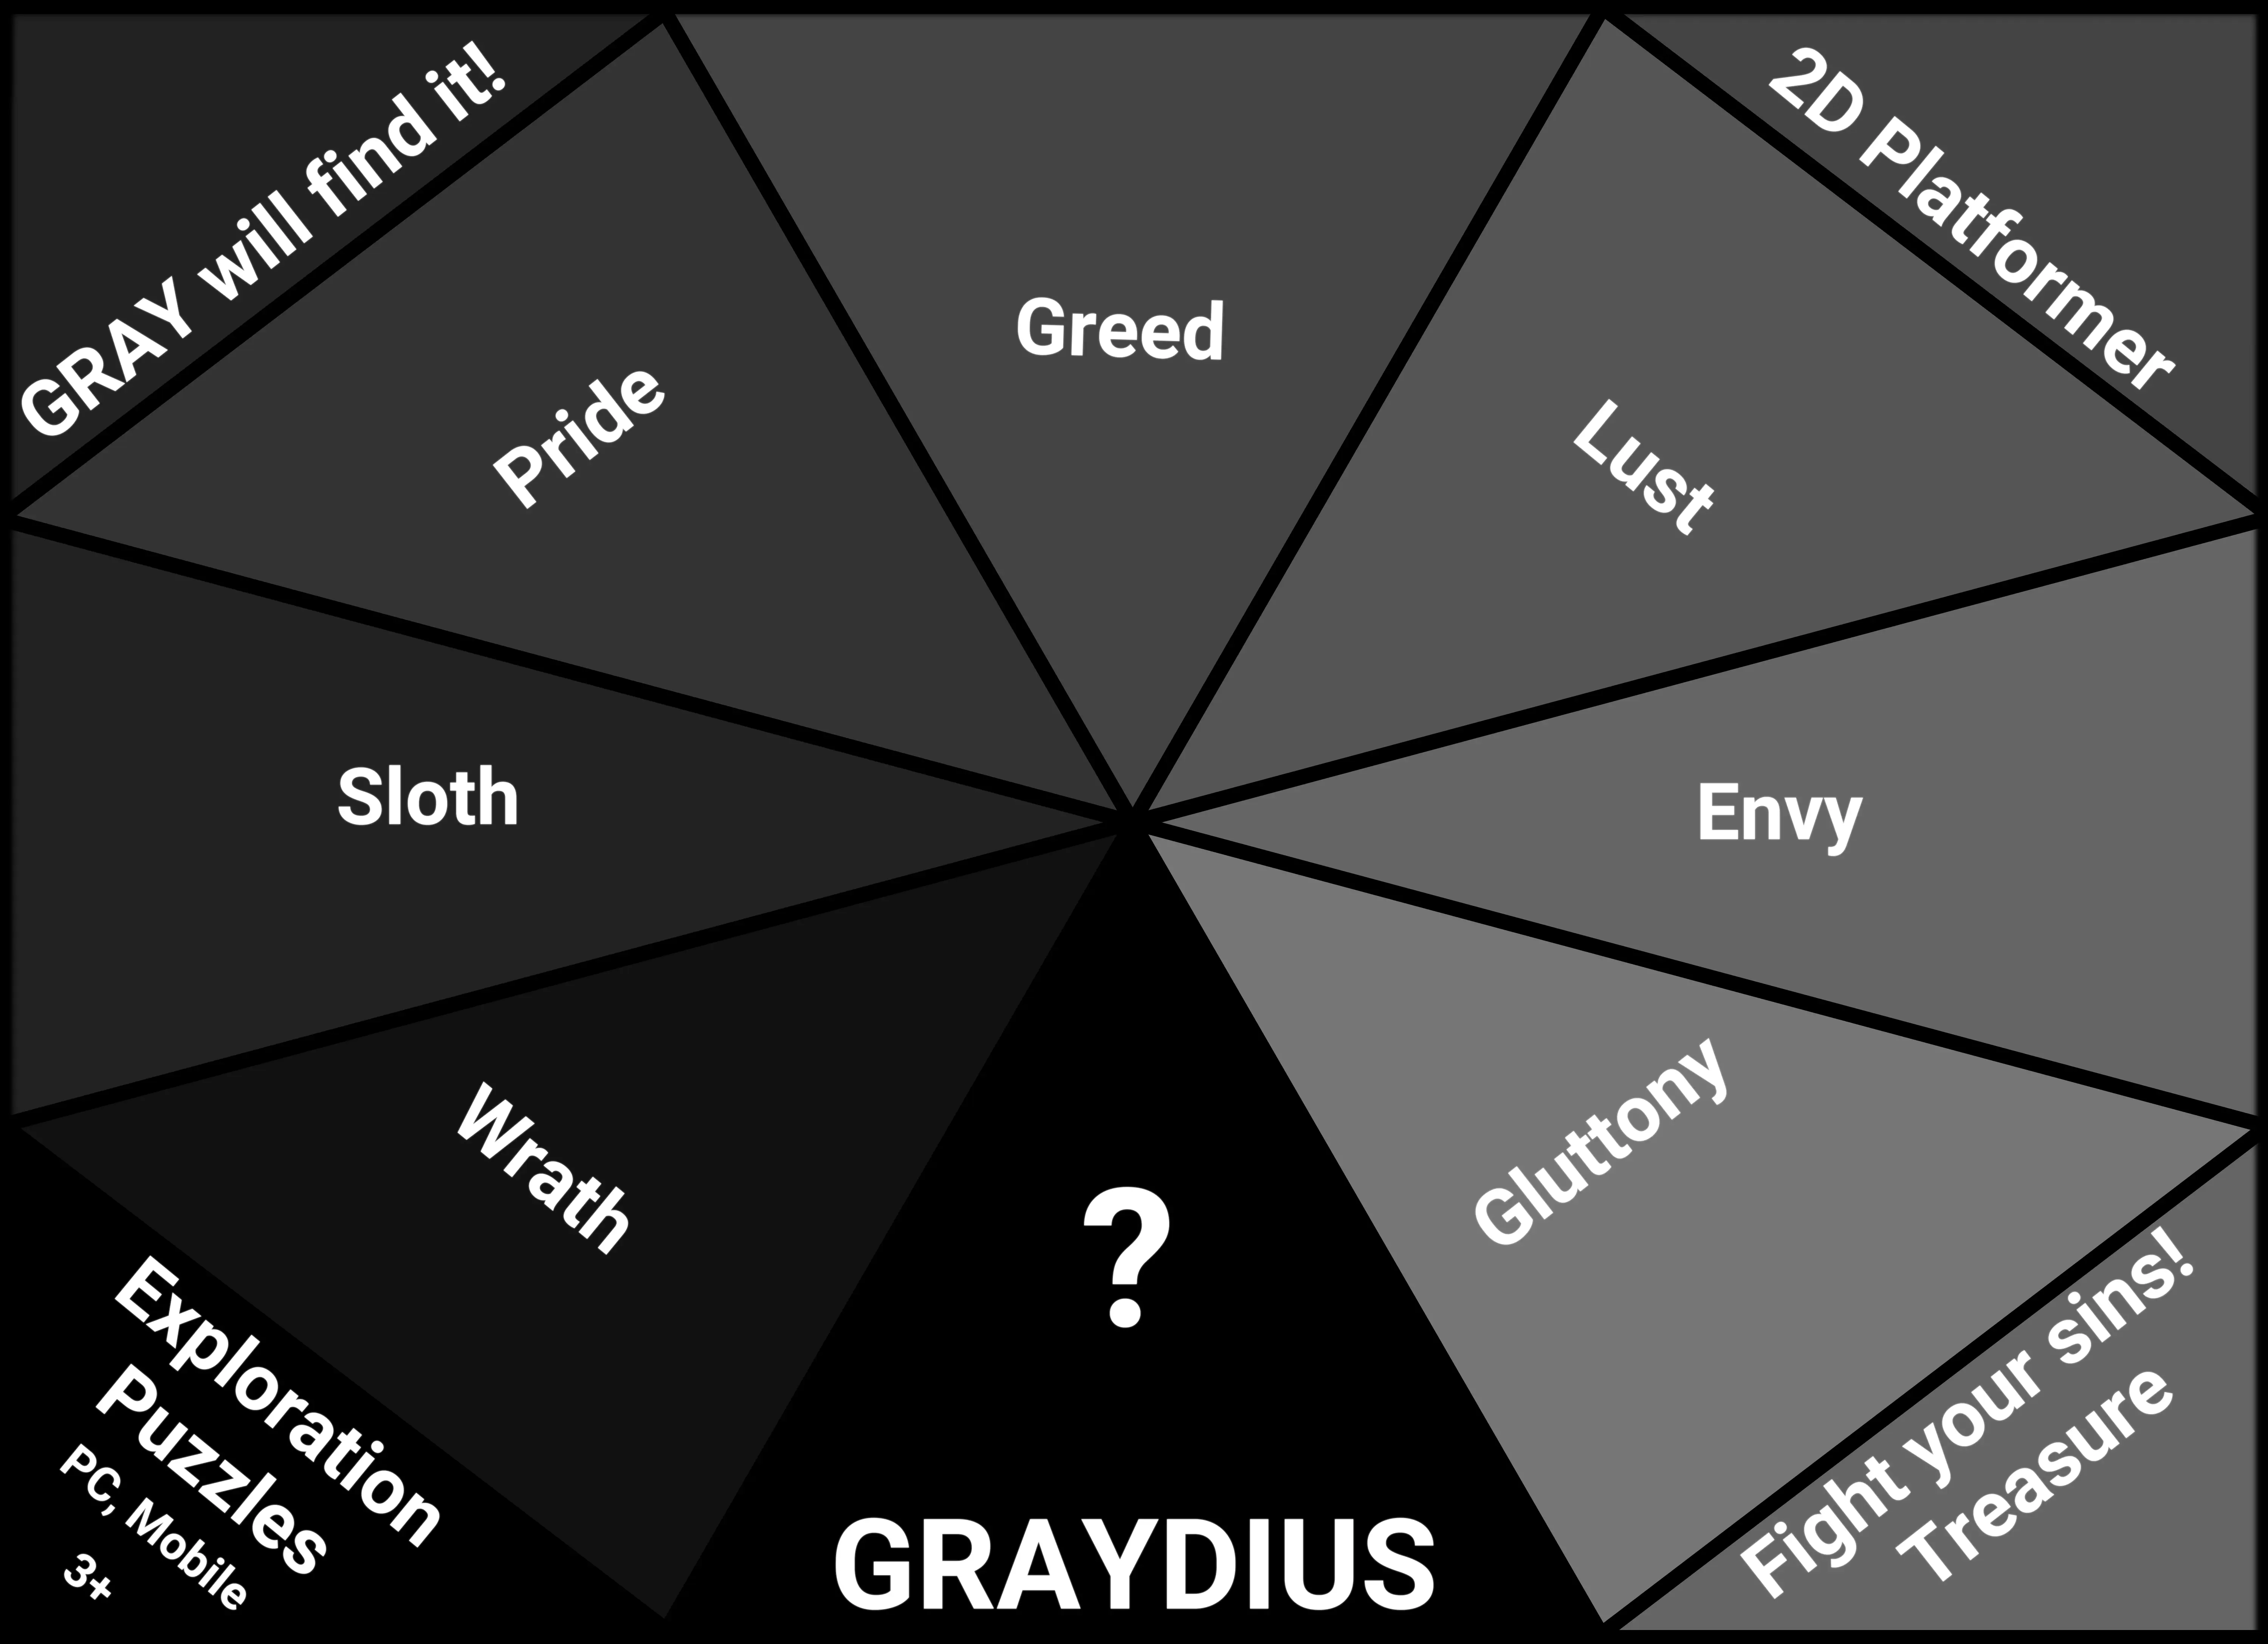 GRAY will find it!
2D Platformer
Greed
Pride
Lust
Sloth
Envy
Wrath
Gluttony
?
Exploration
Puzzles
PC, Mobile
3+
GRAYDIUS
Fight your sins!
Treasure